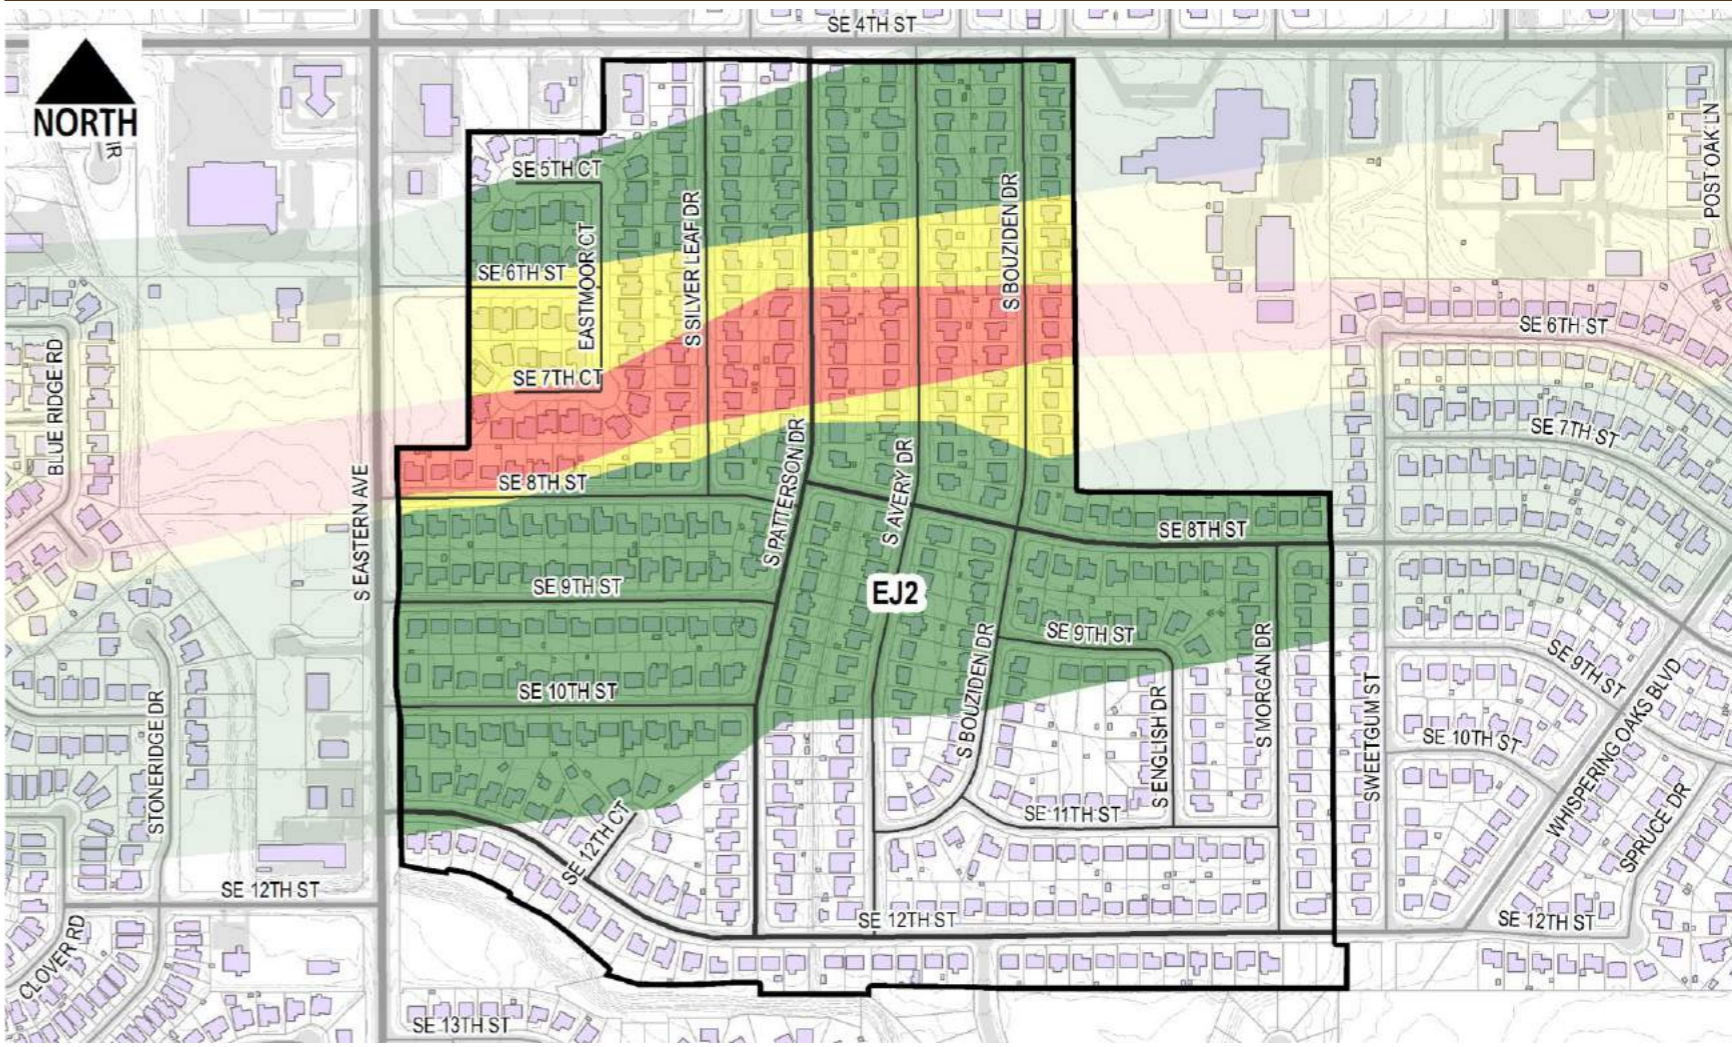 SE 4TH ST
NORTH
JR
POST OAK LN
SE 5TH CT
S SILVER LEAF DR
S BOUZIDEN DR
EASTMOOR CT
SE 6TH ST
SE 6TH ST
BLUE RIDGE RD
SE 7TH CT
SE 7TH ST
S PATTERSON DR
S AVERY DR
SE 8TH ST
S EASTERN AVE
SE 8TH ST
SE 9TH ST
EJ2
SE 9TH ST
S BOUZIDEN DR
S MORGAN DR
SE 9TH ST
SE 10TH ST
STONERIDGE DR
S ENGLISH DR
SWEETGUM ST
SE 10TH ST
WHISPERING OAKS BLVD
SE 11TH ST
SPRUCE DR
SE 12TH CT
SE 12TH ST
SE 12TH ST
SE 12TH ST
CLOVER RD
SE 13TH ST